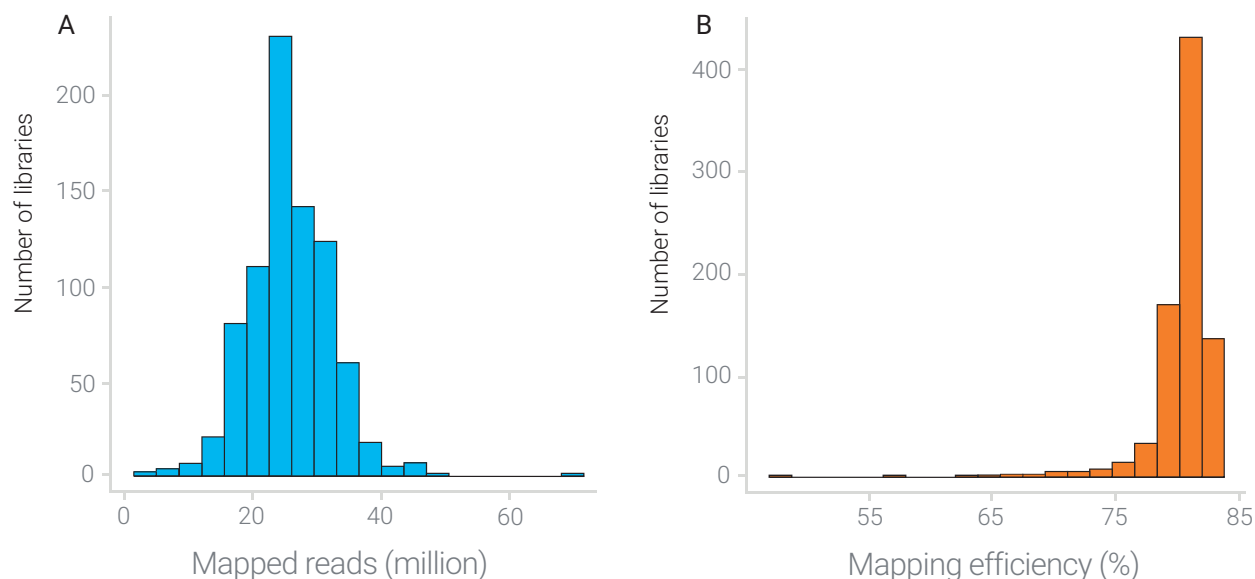 A
Number of libraries
200
150
100
50
0
0 20 40 60
Mapped reads (million)
B
Number of libraries
400
300
200
100
0
55 65 75 85
Mapping efficiency (%)